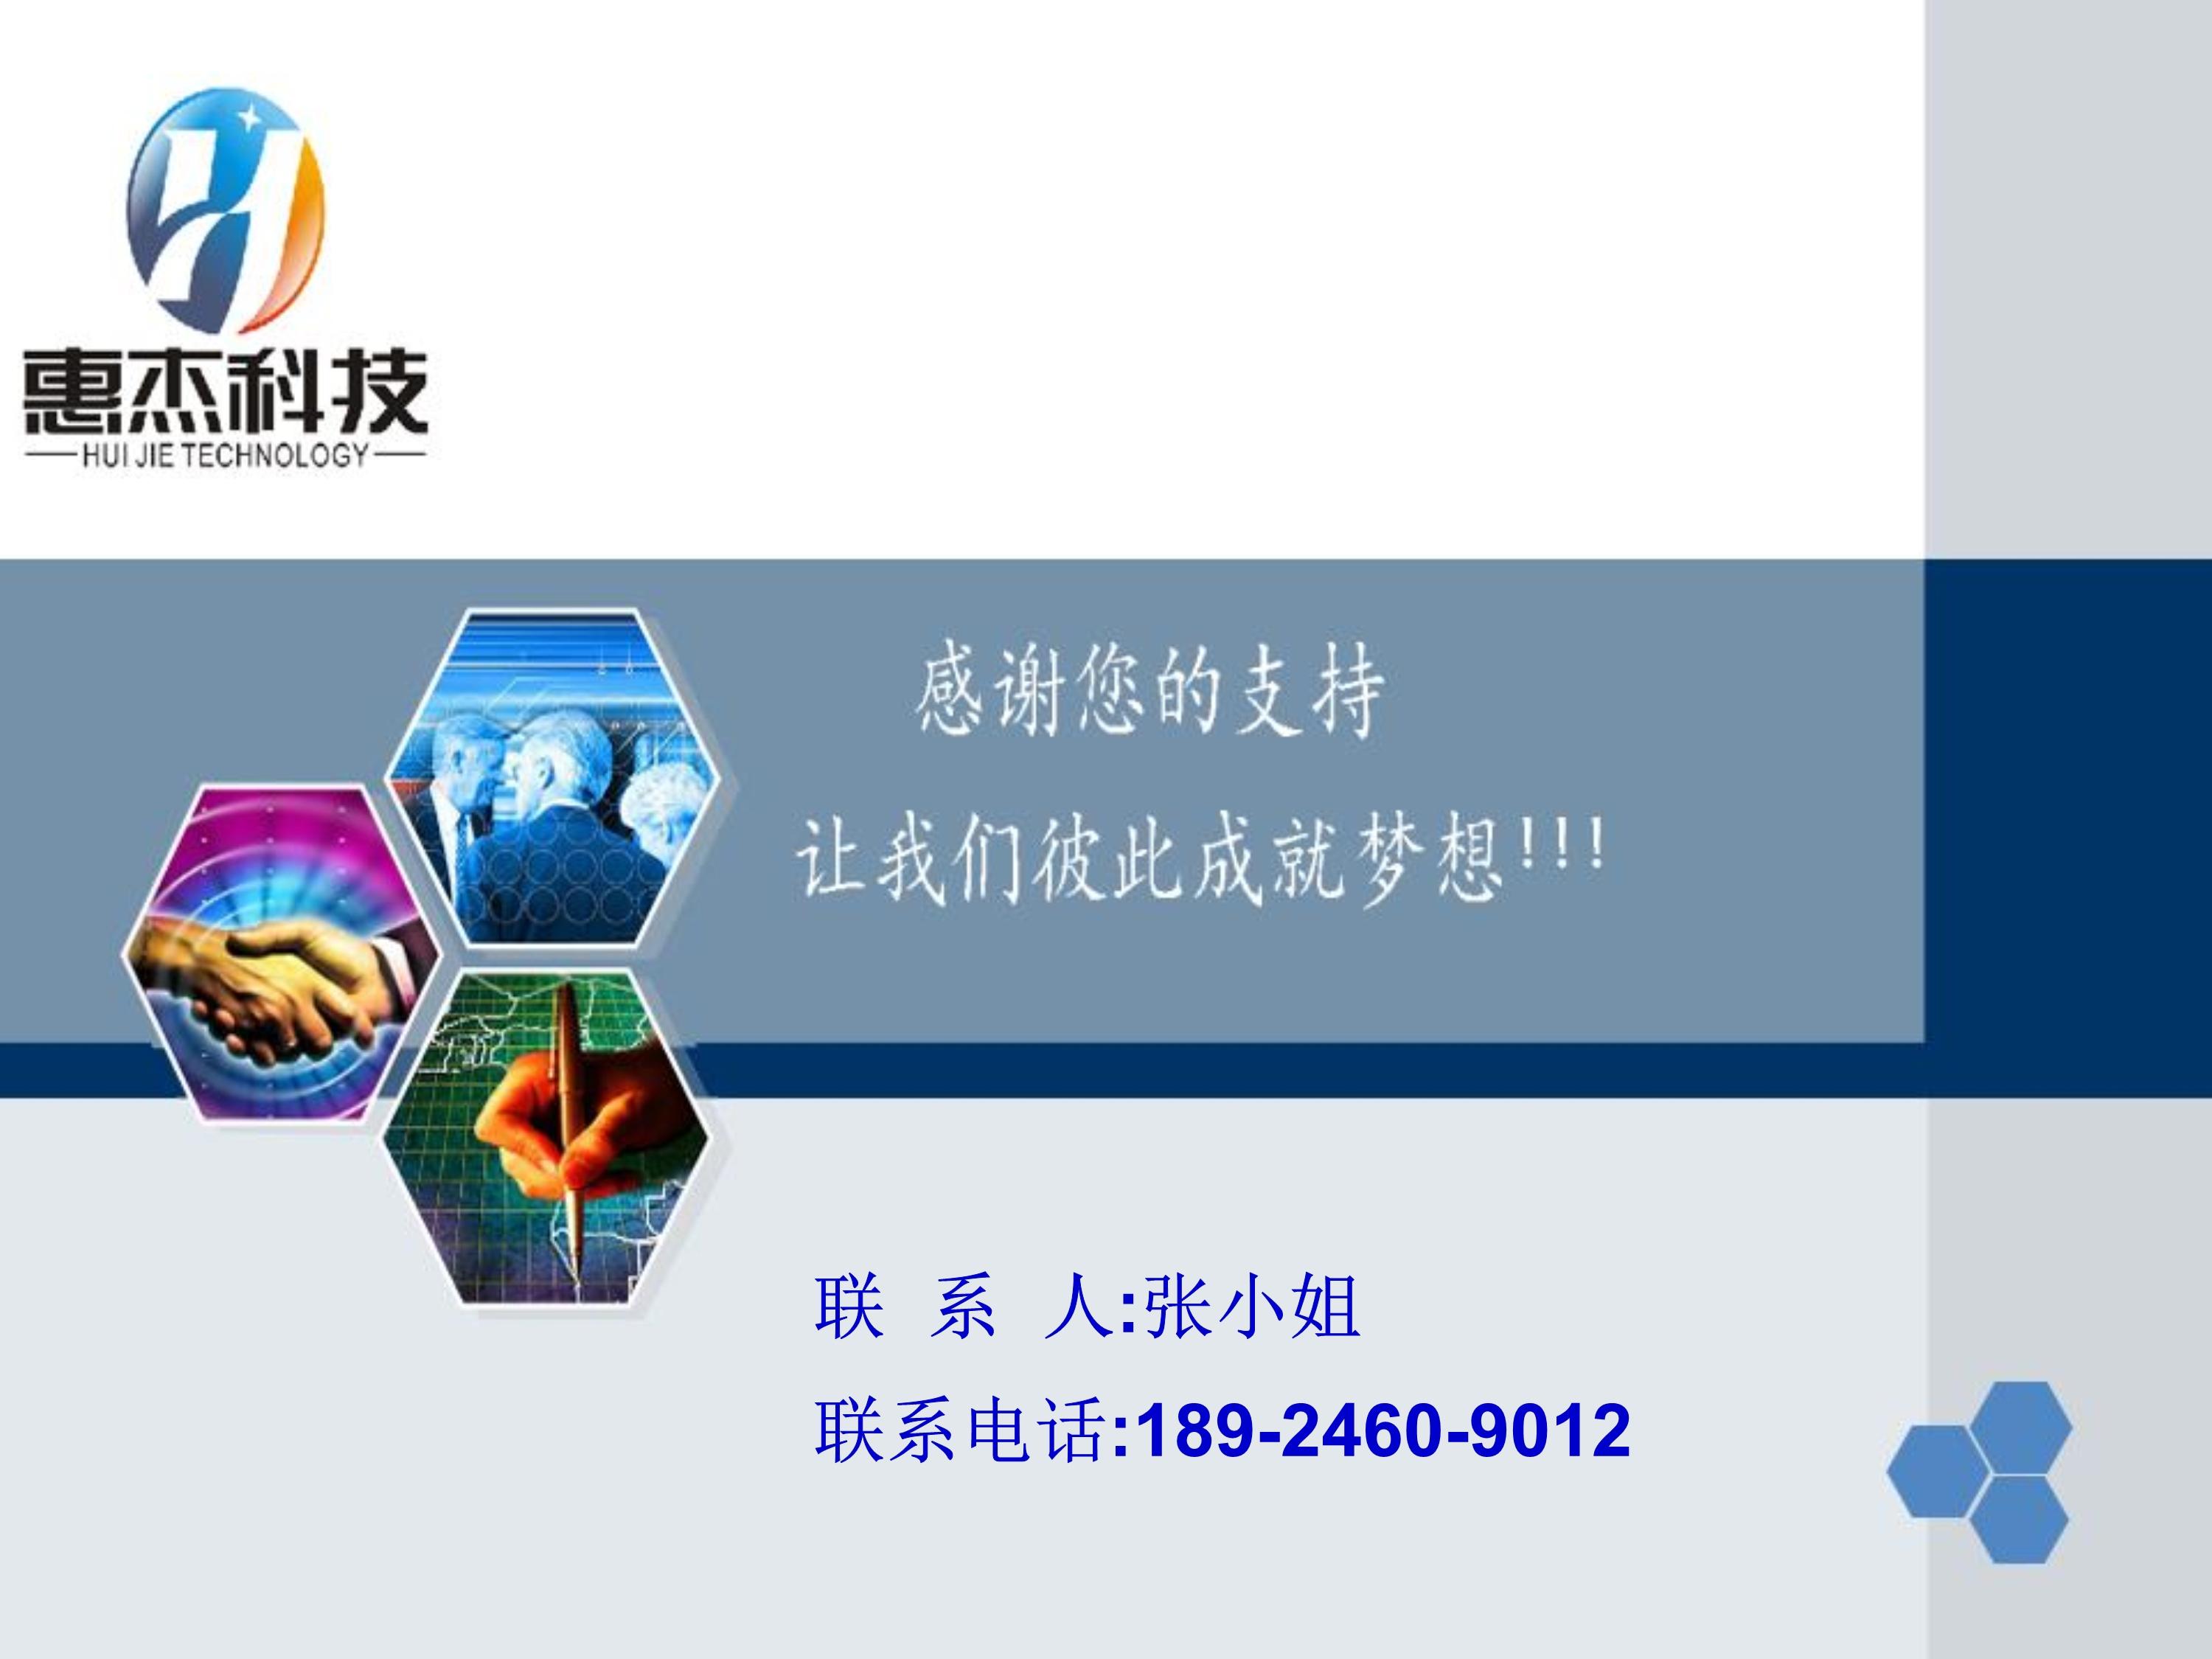 惠杰科技
HUI JIE TECHNOLOGY
感谢您的支持
让我们彼此成就梦想!!!
联 系 人:张小姐
联系电话:189-2460-9012